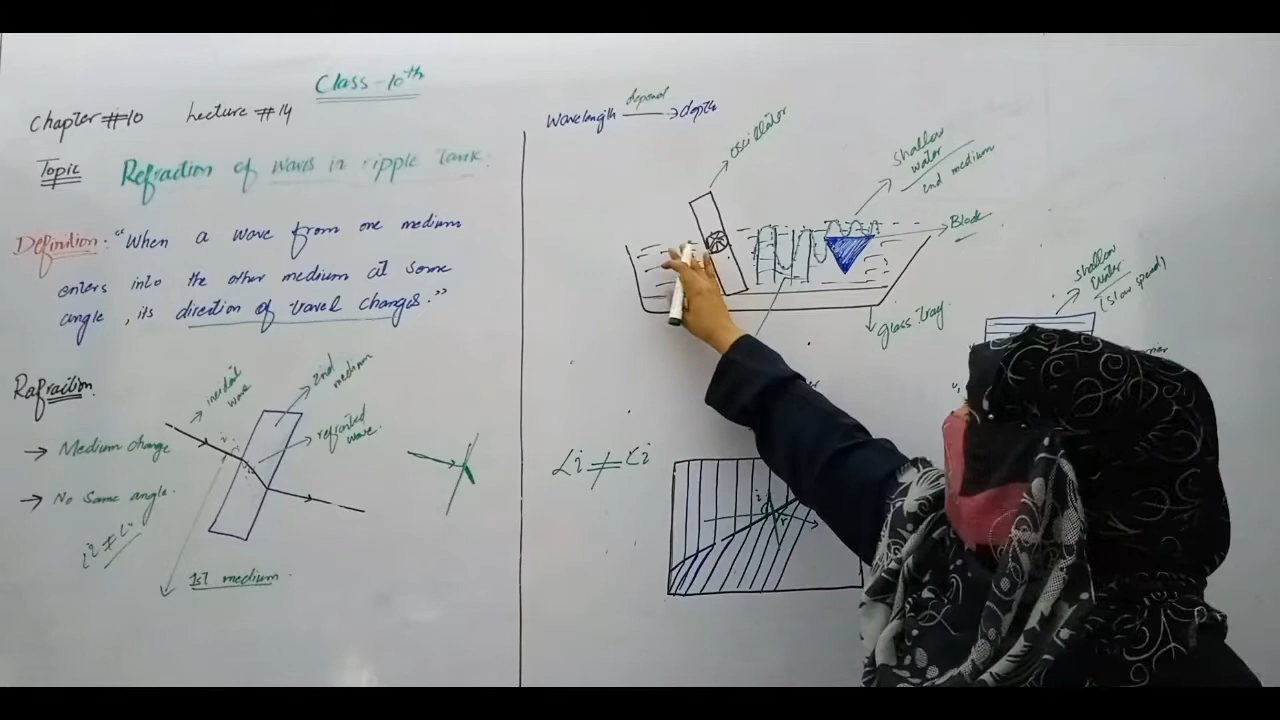 Class-10th
Chapter #10 Lecture #14
Topic Refraction of waves in ripple Tank.
Definition: "When a wave from one medium
enters into the other medium at some
angle, its direction of travel changes."
Rafraction.
→ Medium change
→ No Same angle.
incident
wave
2nd
medium
refracted
wave.
1st medium
Wavelength depend → depth
oscillator
shallow
water
2nd medium
Block
glass tray
shallow
water
(slow speed)
i
r